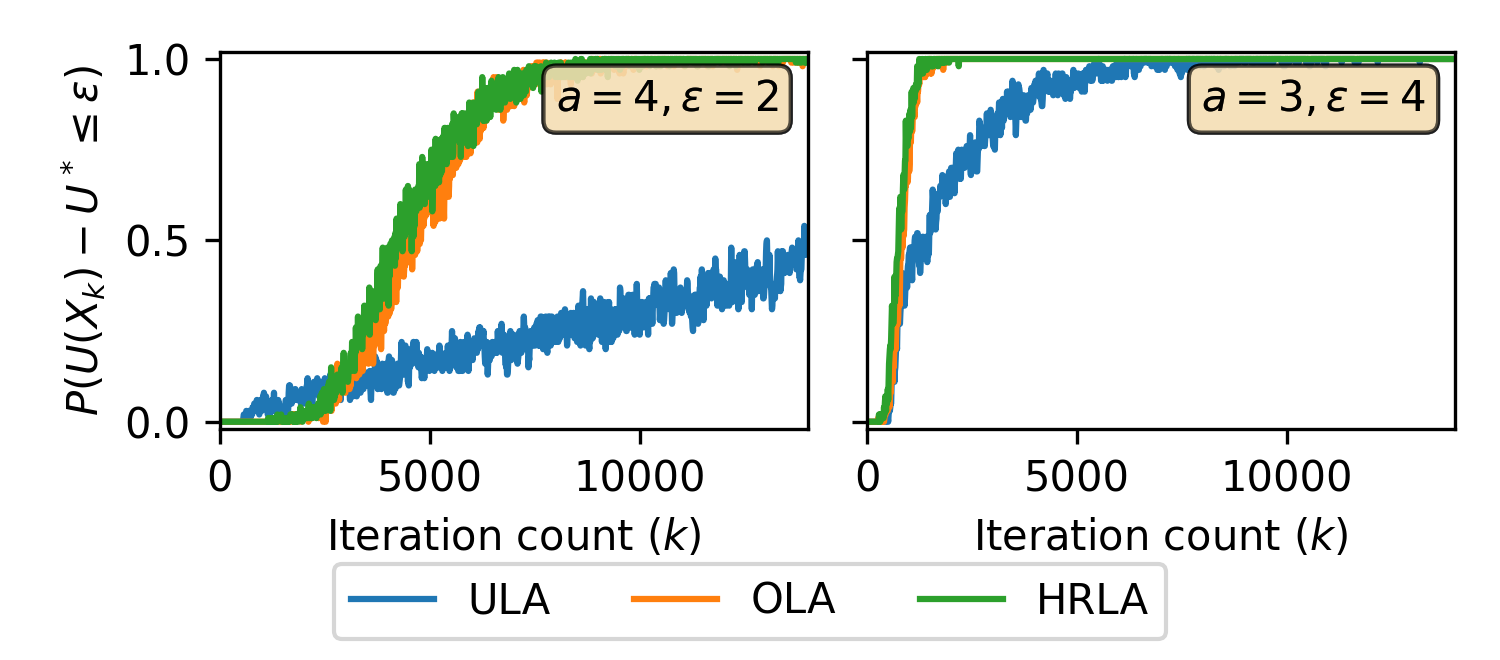 P(U(X_k) − U* ≤ ε)
1.0
0.5
0.0
a = 4, ε = 2
a = 3, ε = 4
0 5000 10000
0 5000 10000
Iteration count (k)
Iteration count (k)
ULA OLA HRLA